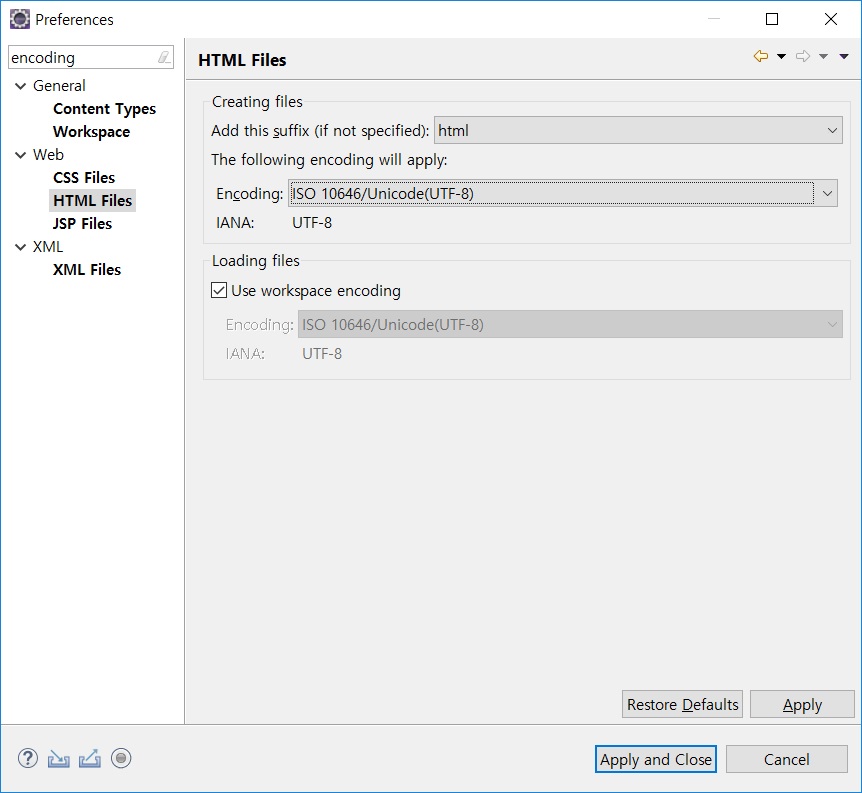 Preferences
encoding
General
Content Types
Workspace
Web
CSS Files
HTML Files
JSP Files
XML
XML Files
HTML Files
Creating files
Add this suffix (if not specified): html
The following encoding will apply:
Encoding: ISO 10646/Unicode(UTF-8)
IANA: UTF-8
Loading files
Use workspace encoding
Encoding: ISO 10646/Unicode(UTF-8)
IANA: UTF-8
Restore Defaults Apply
? Apply and Close Cancel